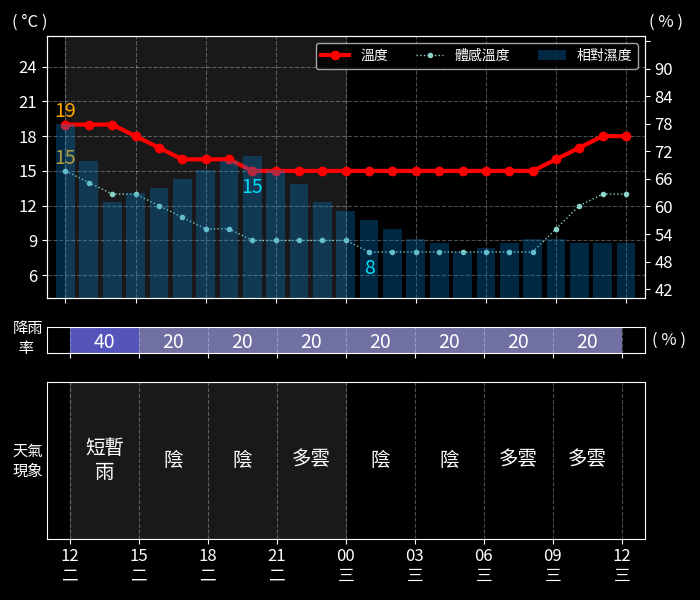 ( °C )
( % )
溫度
體感溫度
相對濕度
24
21
18
15
12
9
6
90
84
78
72
66
60
54
48
42
19
15
15
8
降雨
率
40 20 20 20 20 20 20 20
( % )
天氣
現象
短暫
雨
陰
陰
多雲
陰
陰
多雲
多雲
12 15 18 21 00 03 06 09 12
二 二 二 二 三 三 三 三 三